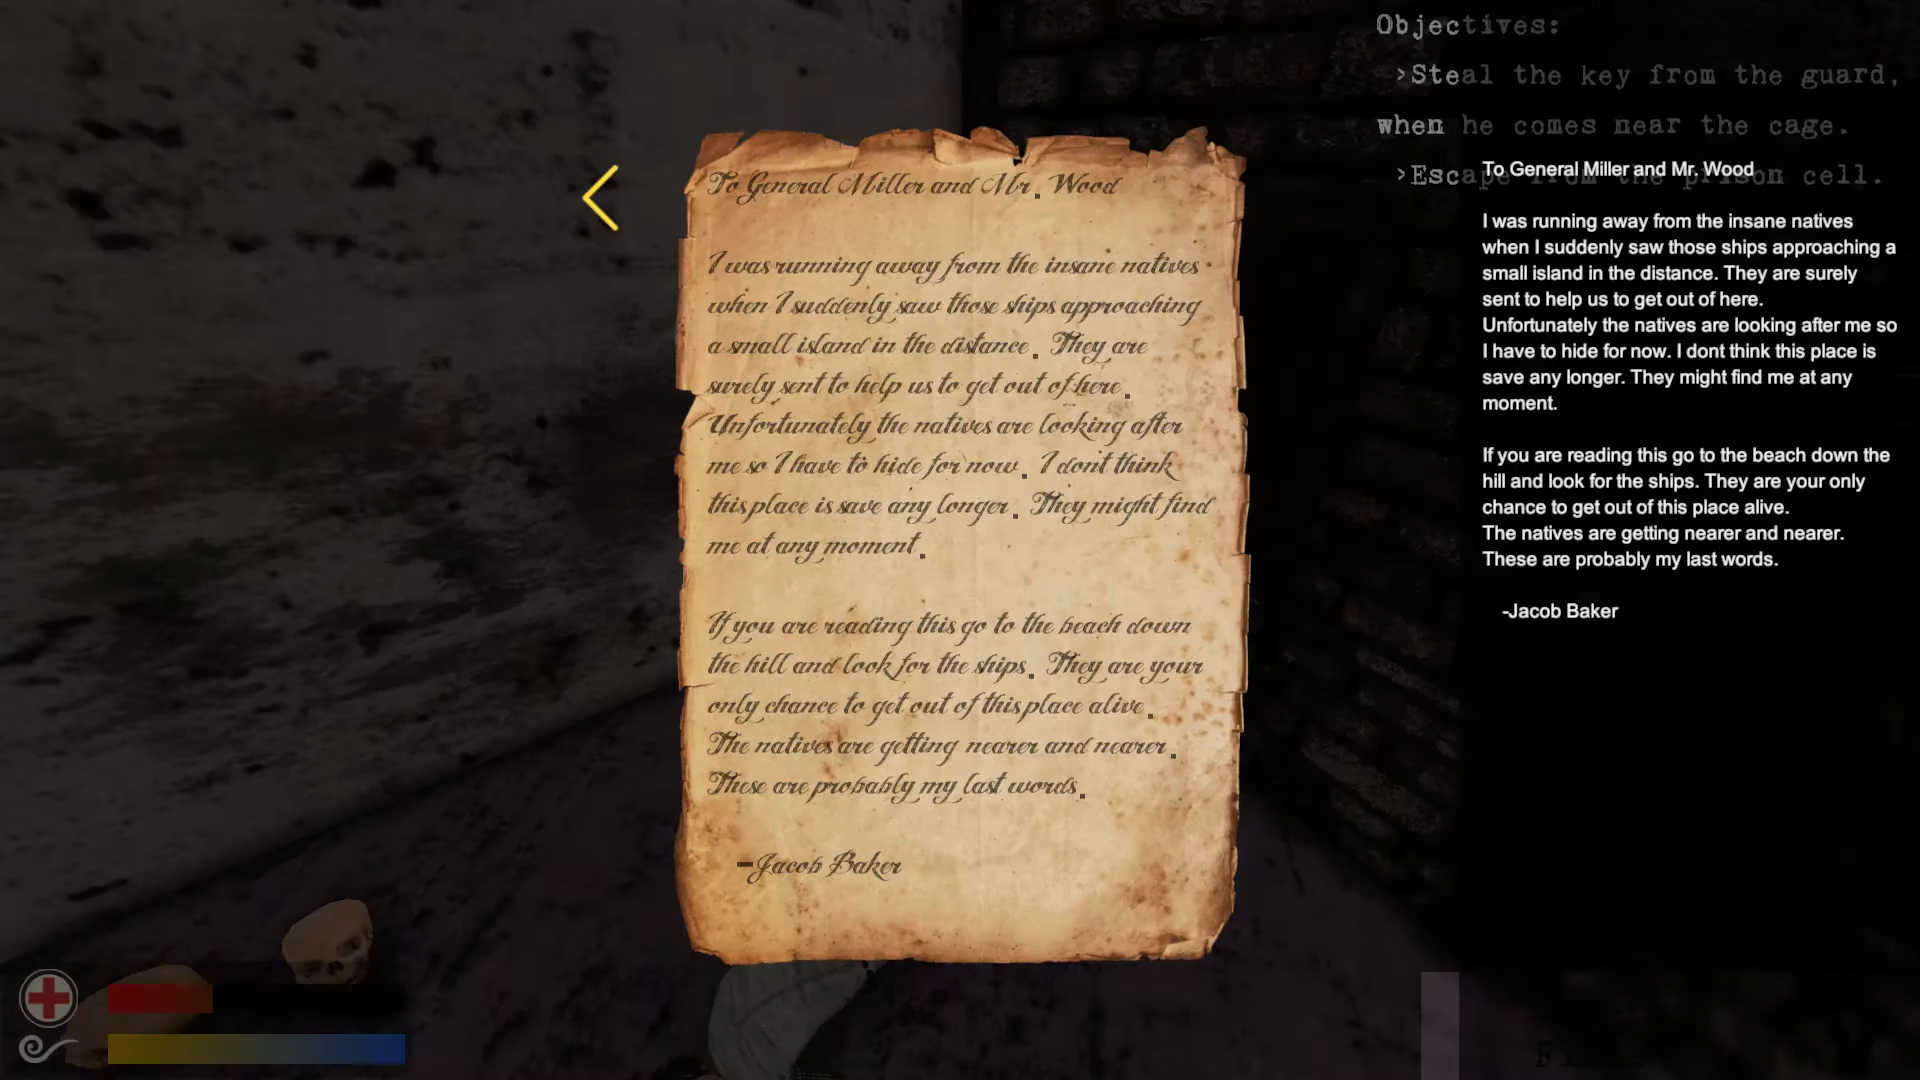 Objectives:
>Steal the key from the guard,
when he comes near the cage.
>Escape from the prison cell.
To General Miller and Mr. Wood
I was running away from the insane natives
when I suddenly saw those ships approaching
a small island in the distance. They are
surely sent to help us to get out of here.
Unfortunately the natives are looking after
me so I have to hide for now. I dont think
this place is save any longer. They might find
me at any moment.
If you are reading this go to the beach down
the hill and look for the ships. They are your
only chance to get out of this place alive.
The natives are getting nearer and nearer.
These are probably my last words.
-Jacob Baker
To General Miller and Mr. Wood
I was running away from the insane natives
when I suddenly saw those ships approaching a
small island in the distance. They are surely
sent to help us to get out of here.
Unfortunately the natives are looking after me so
I have to hide for now. I dont think this place is
save any longer. They might find me at any
moment.
If you are reading this go to the beach down the
hill and look for the ships. They are your only
chance to get out of this place alive.
The natives are getting nearer and nearer.
These are probably my last words.
-Jacob Baker